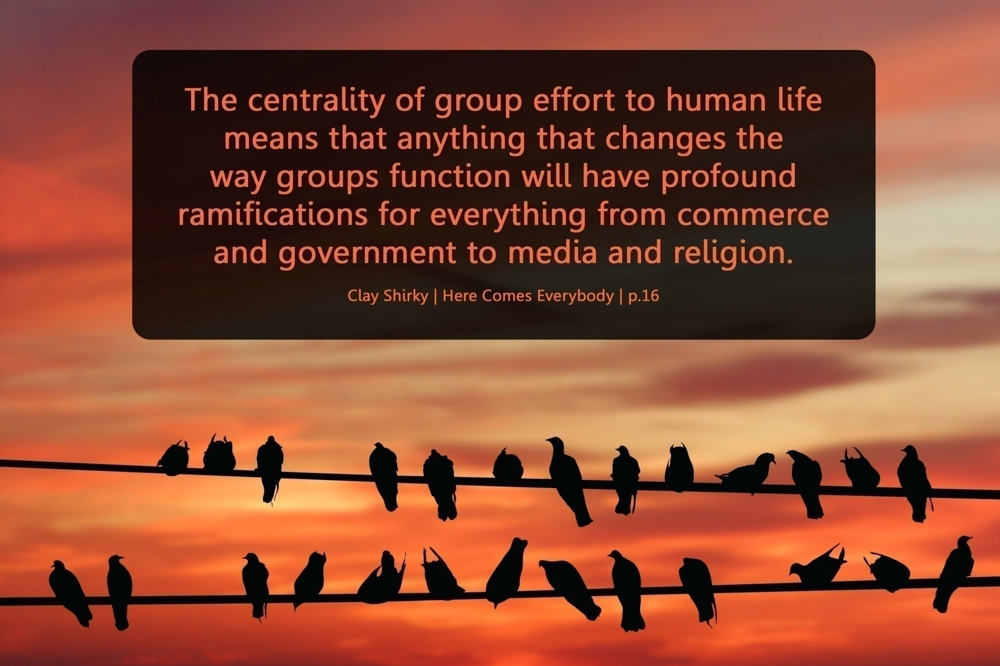 The centrality of group effort to human life
means that anything that changes the
way groups function will have profound
ramifications for everything from commerce
and government to media and religion.
Clay Shirky | Here Comes Everybody | p.16